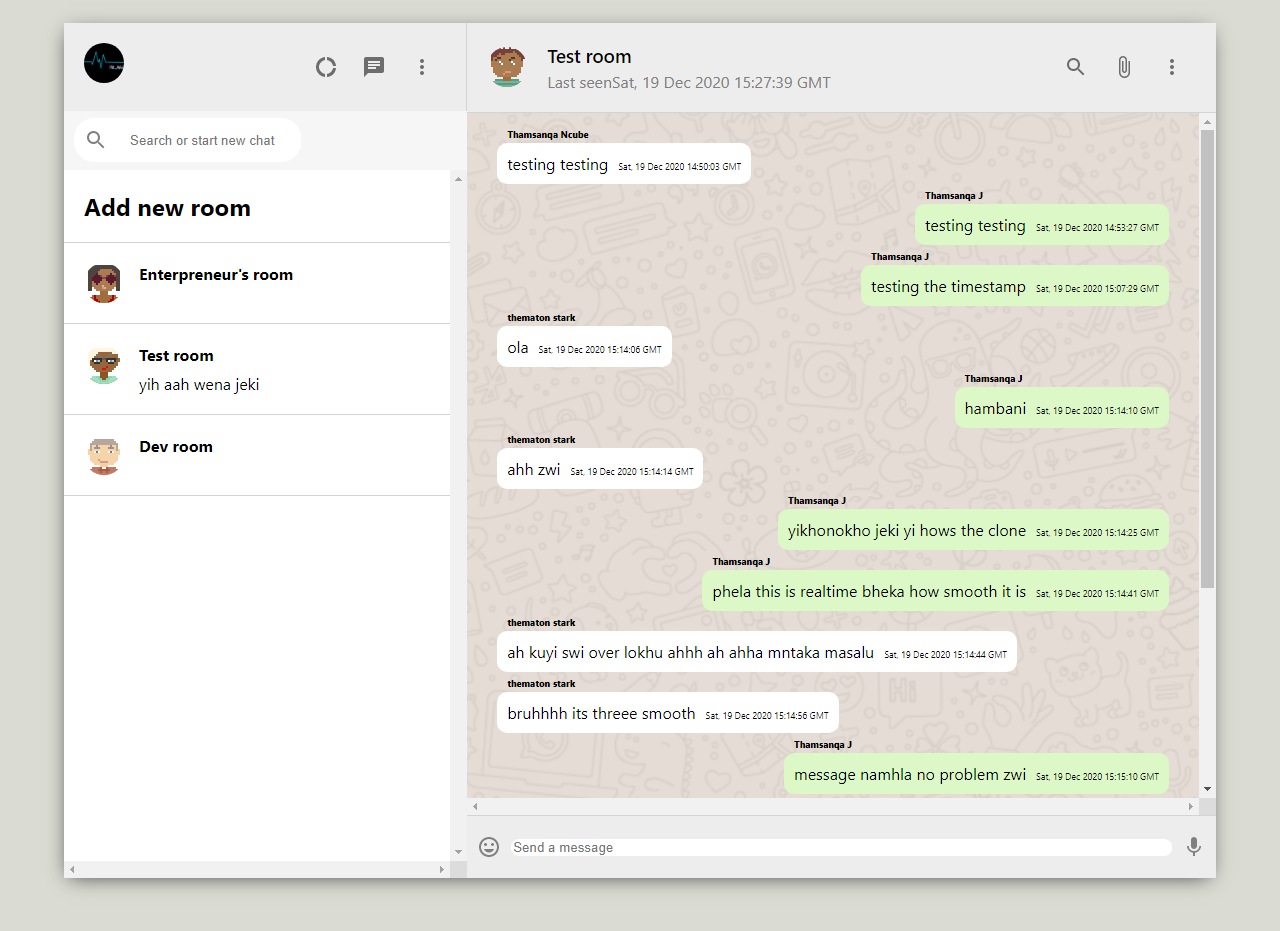 Test room
Last seenSat, 19 Dec 2020 15:27:39 GMT
Search or start new chat
Add new room
Enterpreneur's room
Test room
yih aah wena jeki
Dev room
Thamsanqa Ncube
testing testing Sat, 19 Dec 2020 14:50:03 GMT
Thamsanqa J
testing testing Sat, 19 Dec 2020 14:53:27 GMT
Thamsanqa J
testing the timestamp Sat, 19 Dec 2020 15:07:29 GMT
thematon stark
ola Sat, 19 Dec 2020 15:14:06 GMT
Thamsanqa J
hambani Sat, 19 Dec 2020 15:14:10 GMT
thematon stark
ahh zwi Sat, 19 Dec 2020 15:14:14 GMT
Thamsanqa J
yikhonokho jeki yi hows the clone Sat, 19 Dec 2020 15:14:25 GMT
Thamsanqa J
phela this is realtime bheka how smooth it is Sat, 19 Dec 2020 15:14:41 GMT
thematon stark
ah kuyi swi over lokhu ahhh ah ahha mntaka masalu Sat, 19 Dec 2020 15:14:44 GMT
thematon stark
bruhhhh its threee smooth Sat, 19 Dec 2020 15:14:56 GMT
Thamsanqa J
message namhla no problem zwi Sat, 19 Dec 2020 15:15:10 GMT
Send a message